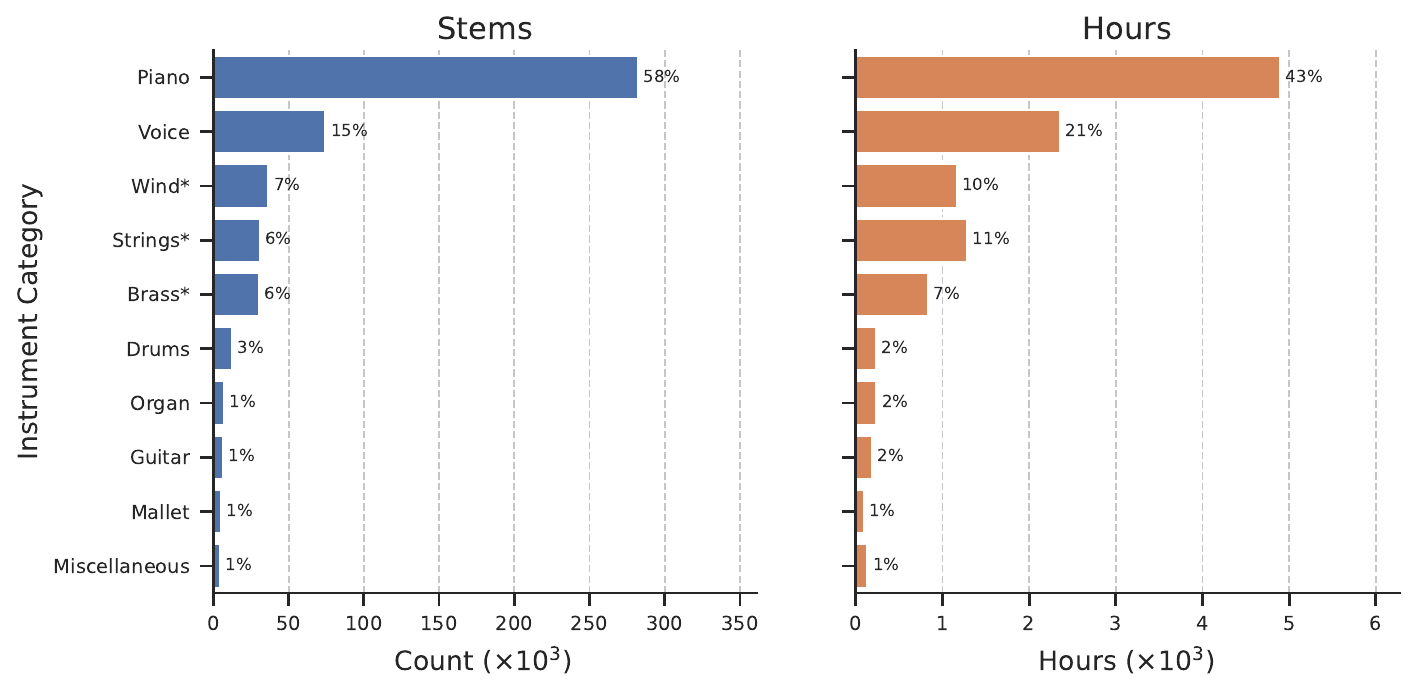 Stems
Hours
Instrument Category
Piano 58% 43%
Voice 15% 21%
Wind* 7% 10%
Strings* 6% 11%
Brass* 6% 7%
Drums 3% 2%
Organ 1% 2%
Guitar 1% 2%
Mallet 1% 1%
Miscellaneous 1% 1%
0 50 100 150 200 250 300 350
0 1 2 3 4 5 6
Count (×10³)
Hours (×10³)